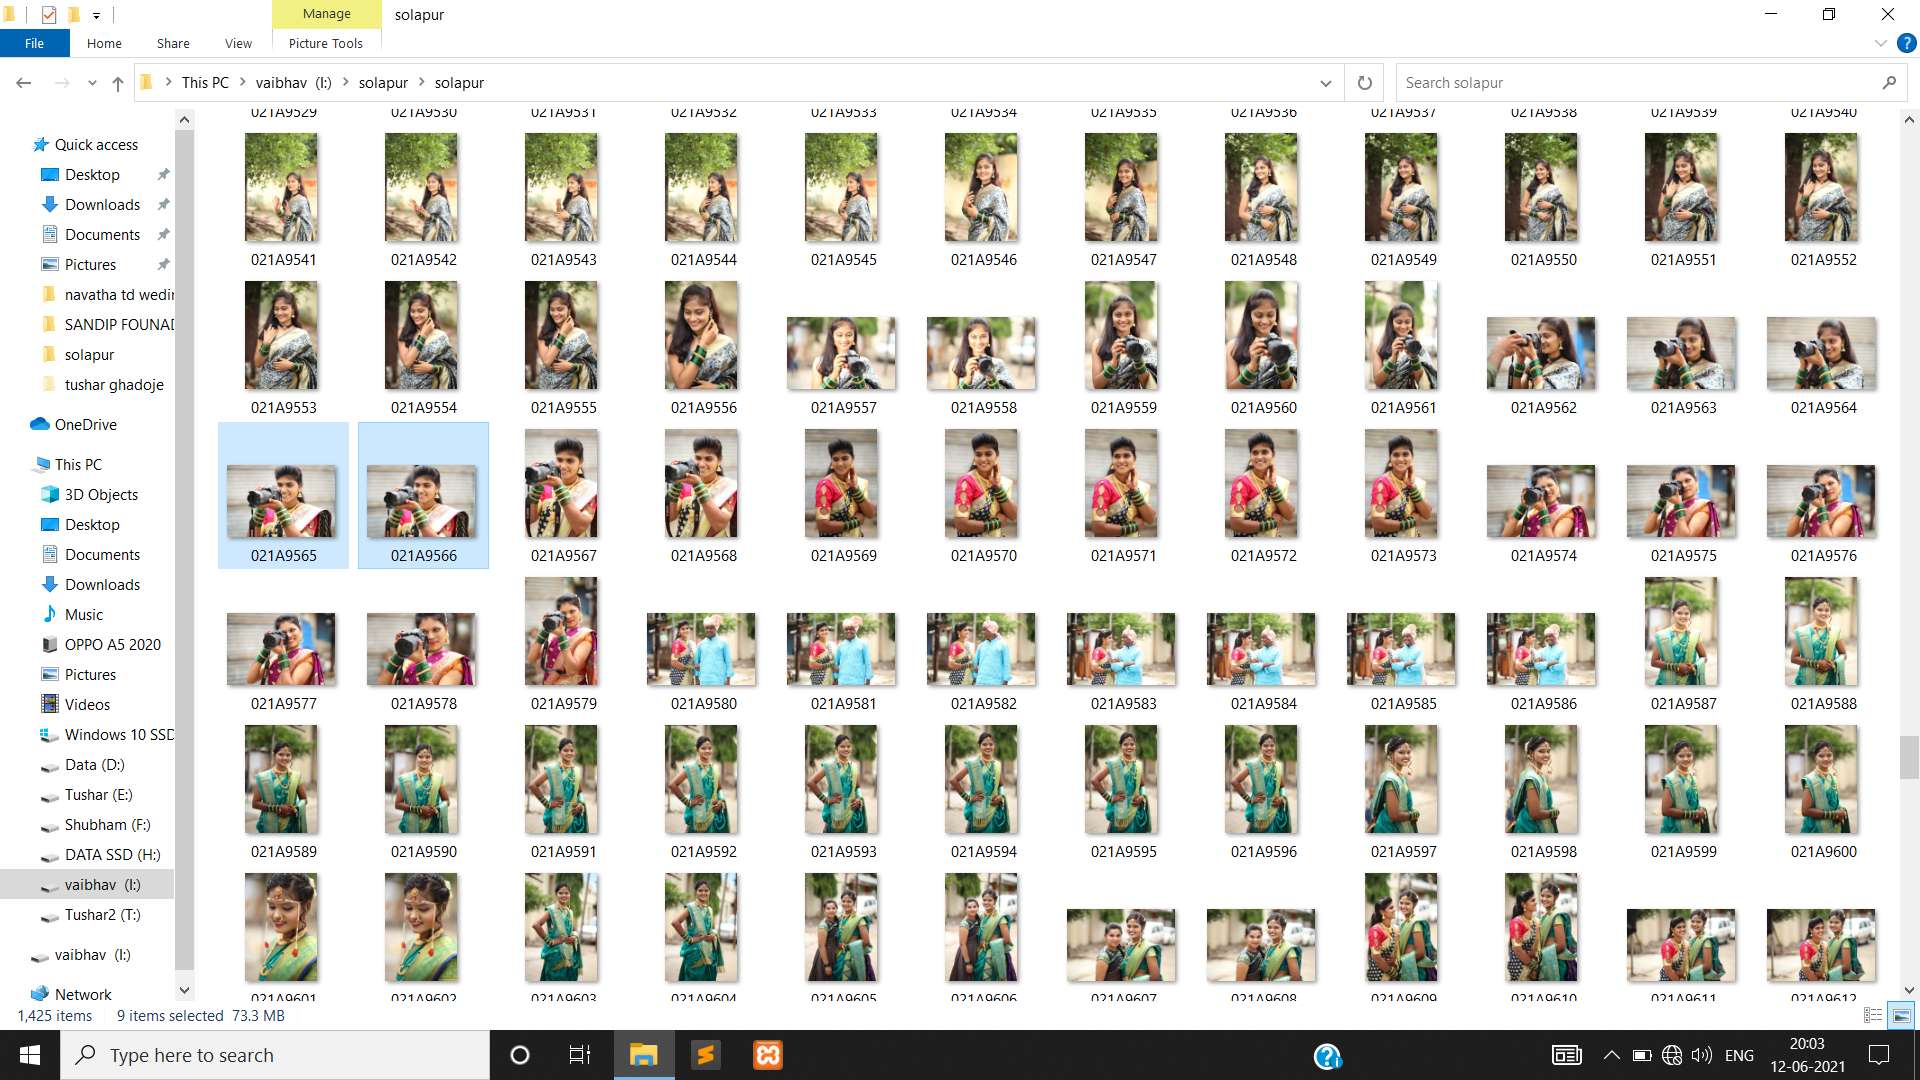 Manage
solapur
File
Home
Share
View
Picture Tools
This PC
vaibhav (I:)
solapur
solapur
Search solapur
021A9529 021A9530 021A9531 021A9532 021A9533 021A9534 021A9535 021A9536 021A9537 021A9538 021A9539 021A9540
021A9541 021A9542 021A9543 021A9544 021A9545 021A9546 021A9547 021A9548 021A9549 021A9550 021A9551 021A9552
021A9553 021A9554 021A9555 021A9556 021A9557 021A9558 021A9559 021A9560 021A9561 021A9562 021A9563 021A9564
021A9565 021A9566 021A9567 021A9568 021A9569 021A9570 021A9571 021A9572 021A9573 021A9574 021A9575 021A9576
021A9577 021A9578 021A9579 021A9580 021A9581 021A9582 021A9583 021A9584 021A9585 021A9586 021A9587 021A9588
021A9589 021A9590 021A9591 021A9592 021A9593 021A9594 021A9595 021A9596 021A9597 021A9598 021A9599 021A9600
021A9601 021A9602 021A9603 021A9604 021A9605 021A9606 021A9607 021A9608 021A9609 021A9610 021A9611 021A9612
Quick access
Desktop
Downloads
Documents
Pictures
navatha td wedin
SANDIP FOUNAD
solapur
tushar ghadoje
OneDrive
This PC
3D Objects
Desktop
Documents
Downloads
Music
OPPO A5 2020
Pictures
Videos
Windows 10 SSD
Data (D:)
Tushar (E:)
Shubham (F:)
DATA SSD (H:)
vaibhav (I:)
Tushar2 (T:)
vaibhav (I:)
Network
1,425 items
9 items selected 73.3 MB
Type here to search
ENG
20:03
12-06-2021